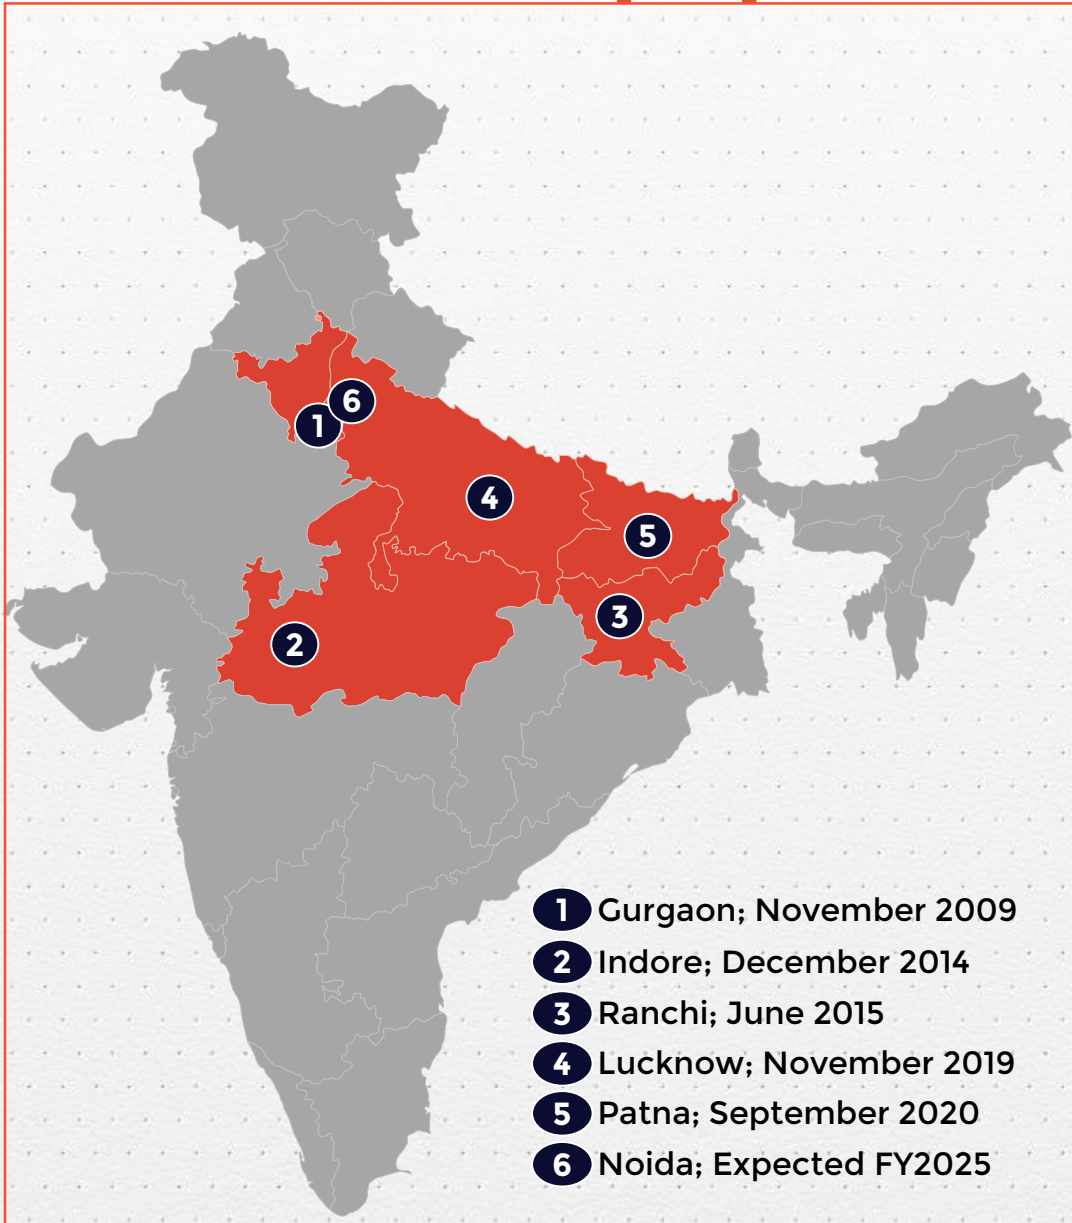 6
1
4
5
3
2
1 Gurgaon; November 2009
2 Indore; December 2014
3 Ranchi; June 2015
4 Lucknow; November 2019
5 Patna; September 2020
6 Noida; Expected FY2025